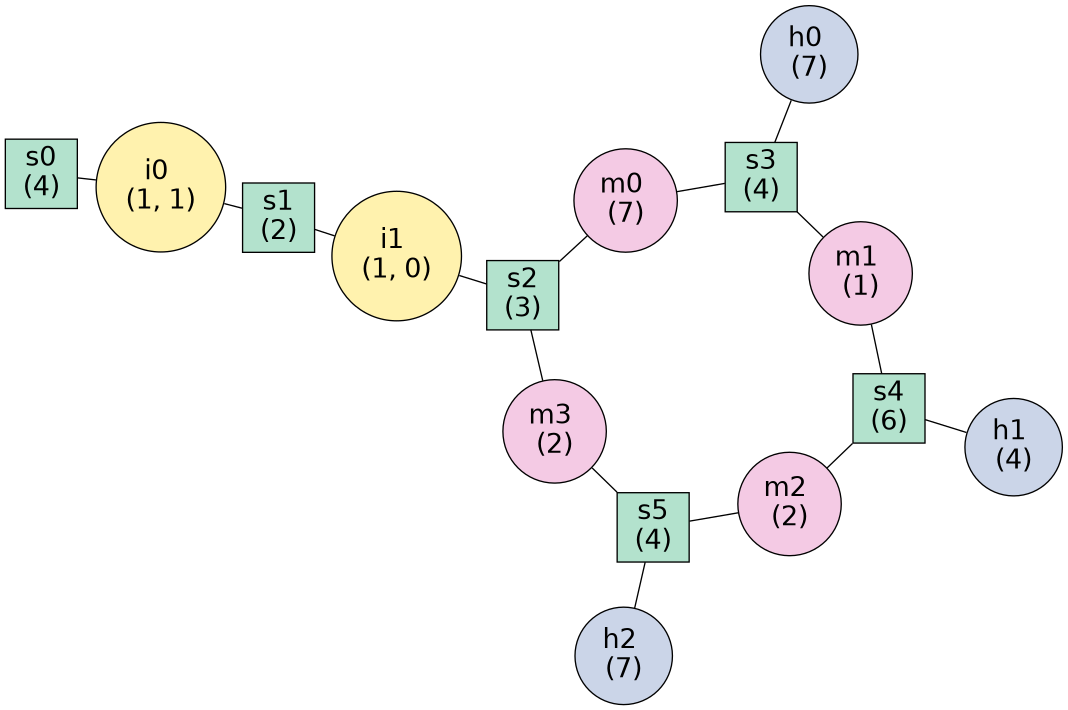 h0
(7)
s0
(4)
i0
(1, 1)
s1
(2)
i1
(1, 0)
s2
(3)
m0
(7)
s3
(4)
m1
(1)
s4
(6)
h1
(4)
m3
(2)
m2
(2)
s5
(4)
h2
(7)